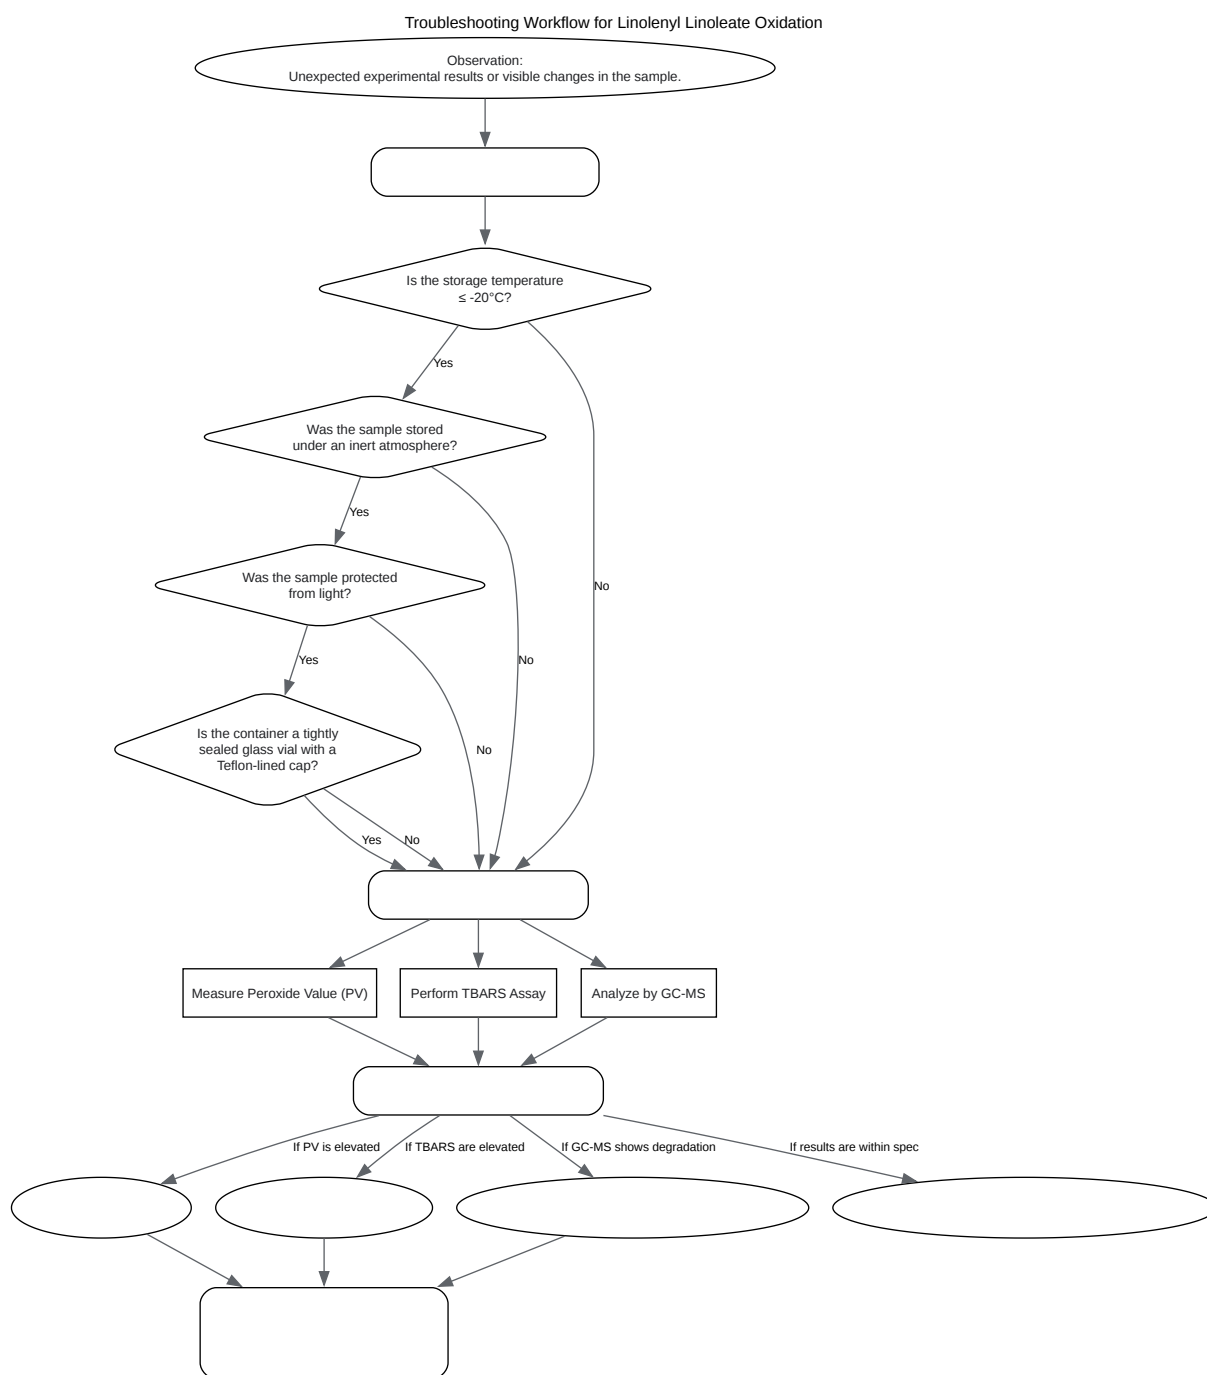 Troubleshooting Workflow for Linolenyl Linoleate Oxidation
Observation:
Unexpected experimental results or visible changes in the sample.
Is the storage temperature
≤ -20°C?
Yes
Was the sample stored
under an inert atmosphere?
Yes
Was the sample protected
from light?
No
Yes
No
Is the container a tightly
sealed glass vial with a
Teflon-lined cap?
No
Yes
No
Measure Peroxide Value (PV)
Perform TBARS Assay
Analyze by GC-MS
If PV is elevated
If TBARS are elevated
If GC-MS shows degradation
If results are within spec